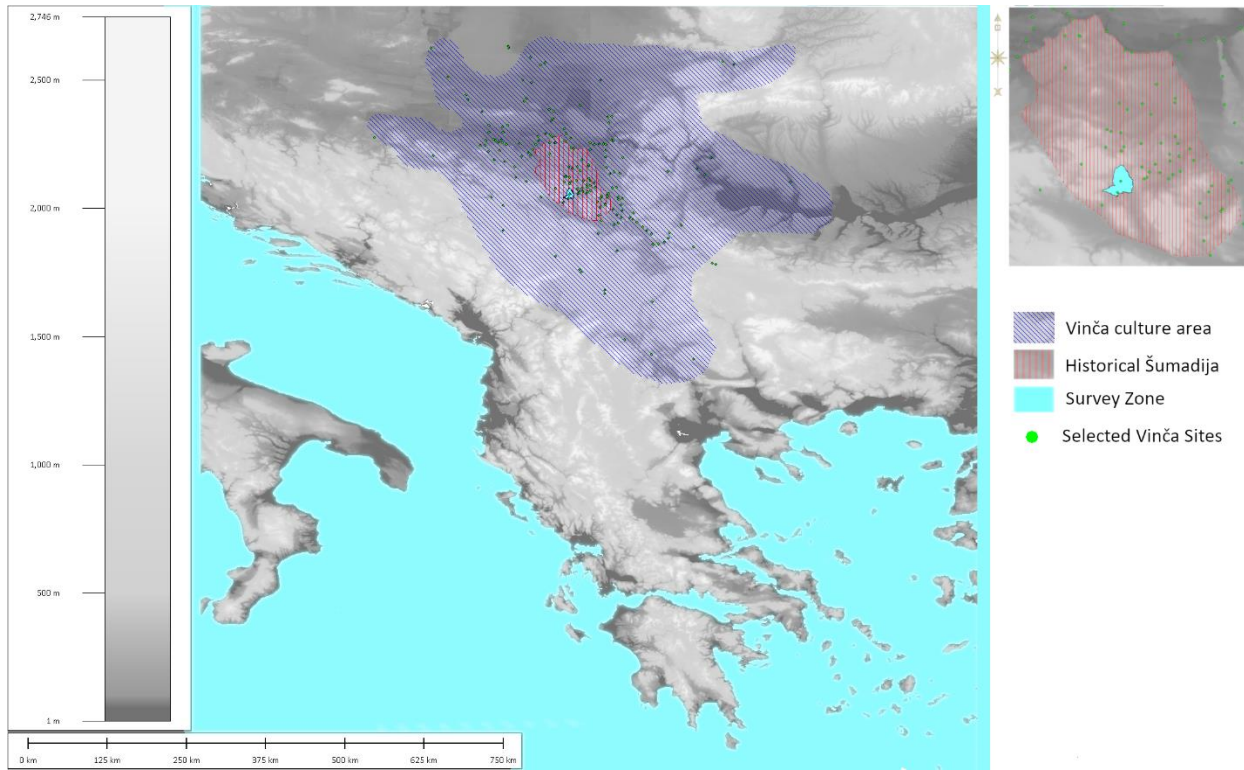 2,746 m
2,500 m
2,000 m
1,500 m
1,000 m
500 m
1 m
0 km 125 km 250 km 375 km 500 km 625 km 750 km
Vinča culture area
Historical Šumadija
Survey Zone
Selected Vinča Sites